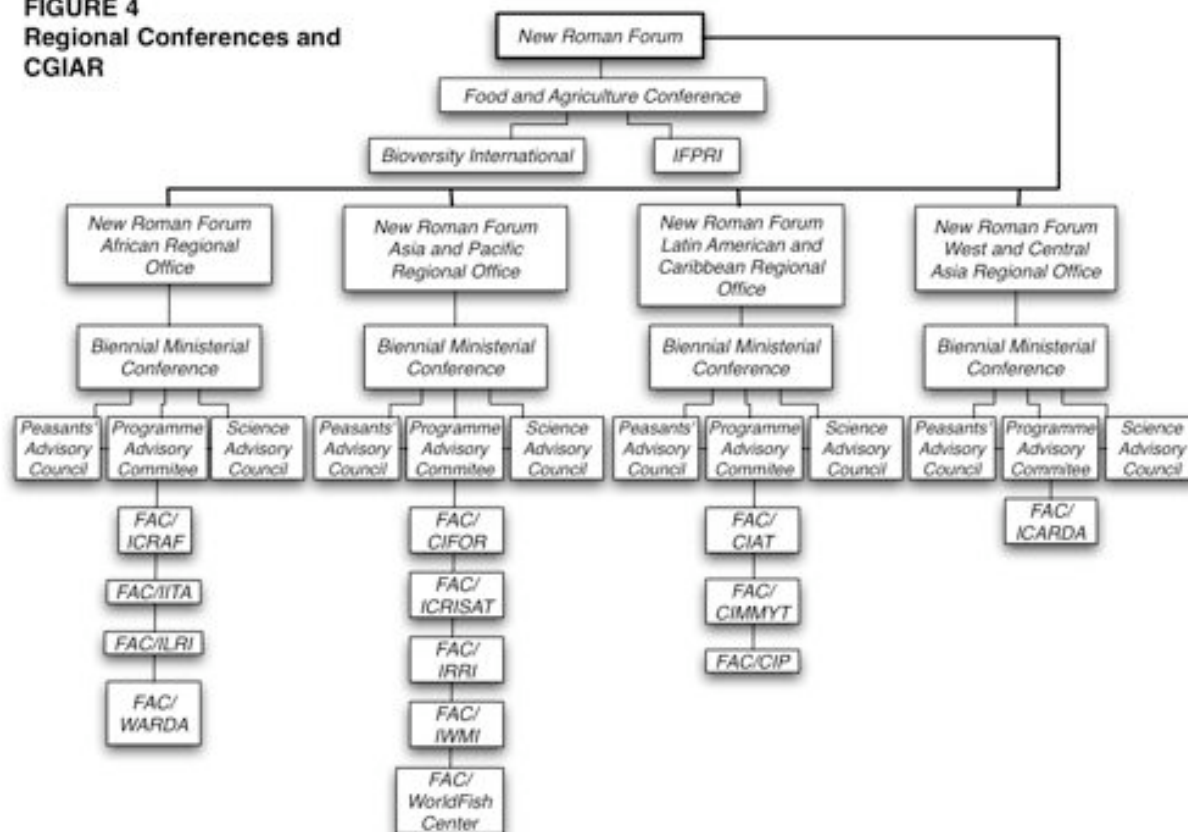 FIGURE 4
Regional Conferences and
CGIAR
New Roman Forum
Food and Agriculture Conference
Bioversity International
IFPRI
New Roman Forum
African Regional
Office
New Roman Forum
Asia and Pacific
Regional Office
New Roman Forum
Latin American and
Caribbean Regional
Office
New Roman Forum
West and Central
Asia Regional Office
Biennial Ministerial
Conference
Biennial Ministerial
Conference
Biennial Ministerial
Conference
Biennial Ministerial
Conference
Peasants'
Advisory
Council
Programme
Advisory
Commitee
Science
Advisory
Council
Peasants'
Advisory
Council
Programme
Advisory
Commitee
Science
Advisory
Council
Peasants'
Advisory
Council
Programme
Advisory
Commitee
Science
Advisory
Council
Peasants'
Advisory
Council
Programme
Advisory
Commitee
Science
Advisory
Council
FAC/
ICRAF
FAC/IITA
FAC/ILRI
FAC/
WARDA
FAC/
CIFOR
FAC/
ICRISAT
FAC/
IRRI
FAC/
IWMI
FAC/
WorldFish
Center
FAC/
CIAT
FAC/
CIMMYT
FAC/CIP
FAC/
ICARDA